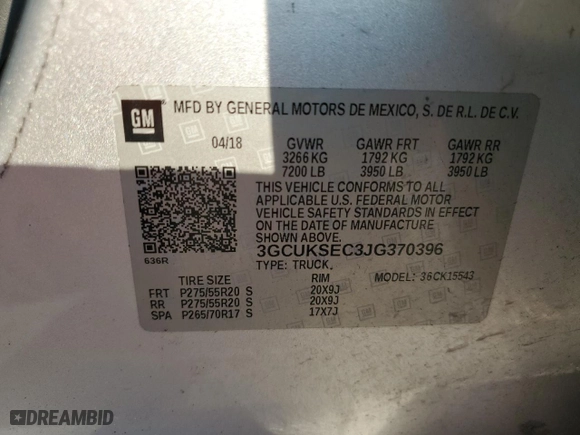 GM
MFD BY GENERAL MOTORS DE MEXICO, S. DE R.L. DE C.V.
04/18 GVWR GAWR FRT GAWR RR
3266 KG 1792 KG 1792 KG
7200 LB 3950 LB 3950 LB
THIS VEHICLE CONFORMS TO ALL
APPLICABLE U.S. FEDERAL MOTOR
VEHICLE SAFETY STANDARDS IN EFFECT
ON THE DATE OF MANUFACTURE
SHOWN ABOVE.
3GCUKSEC3JG370396
636R
TYPE: TRUCK MODEL: 36CK15543
TIRE SIZE RIM
FRT P275/55R20 S 20X9J
RR P275/55R20 S 20X9J
SPA P265/70R17 S 17X7J
DREAMBID